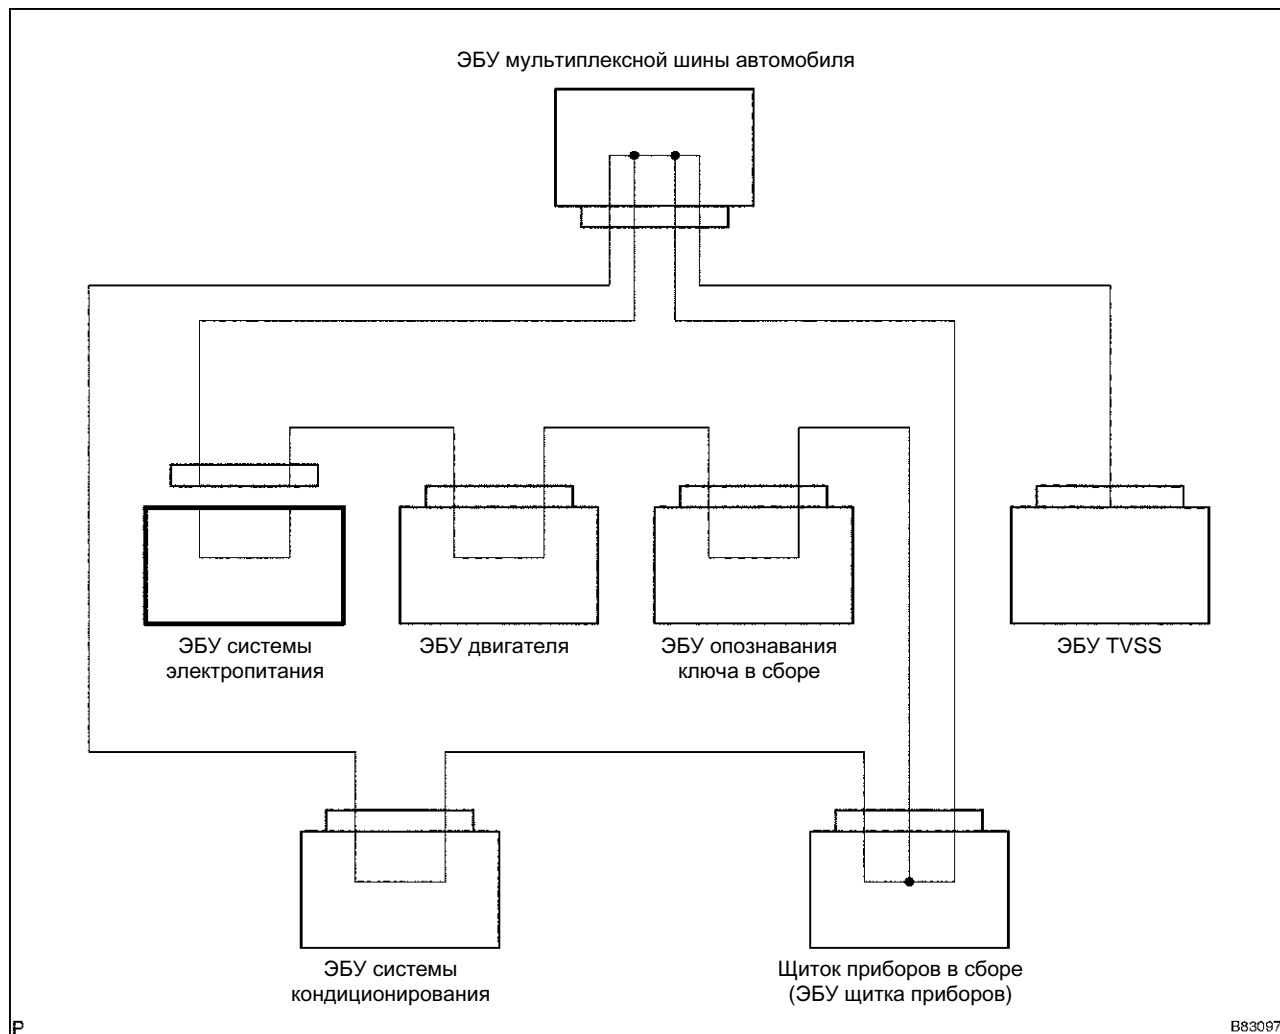 ЭБУ мультиплексной шины автомобиля
ЭБУ системы
электропитания
ЭБУ двигателя
ЭБУ опознавания
ключа в сборе
ЭБУ TVSS
ЭБУ системы
кондиционирования
Щиток приборов в сборе
(ЭБУ щитка приборов)
P
B83097